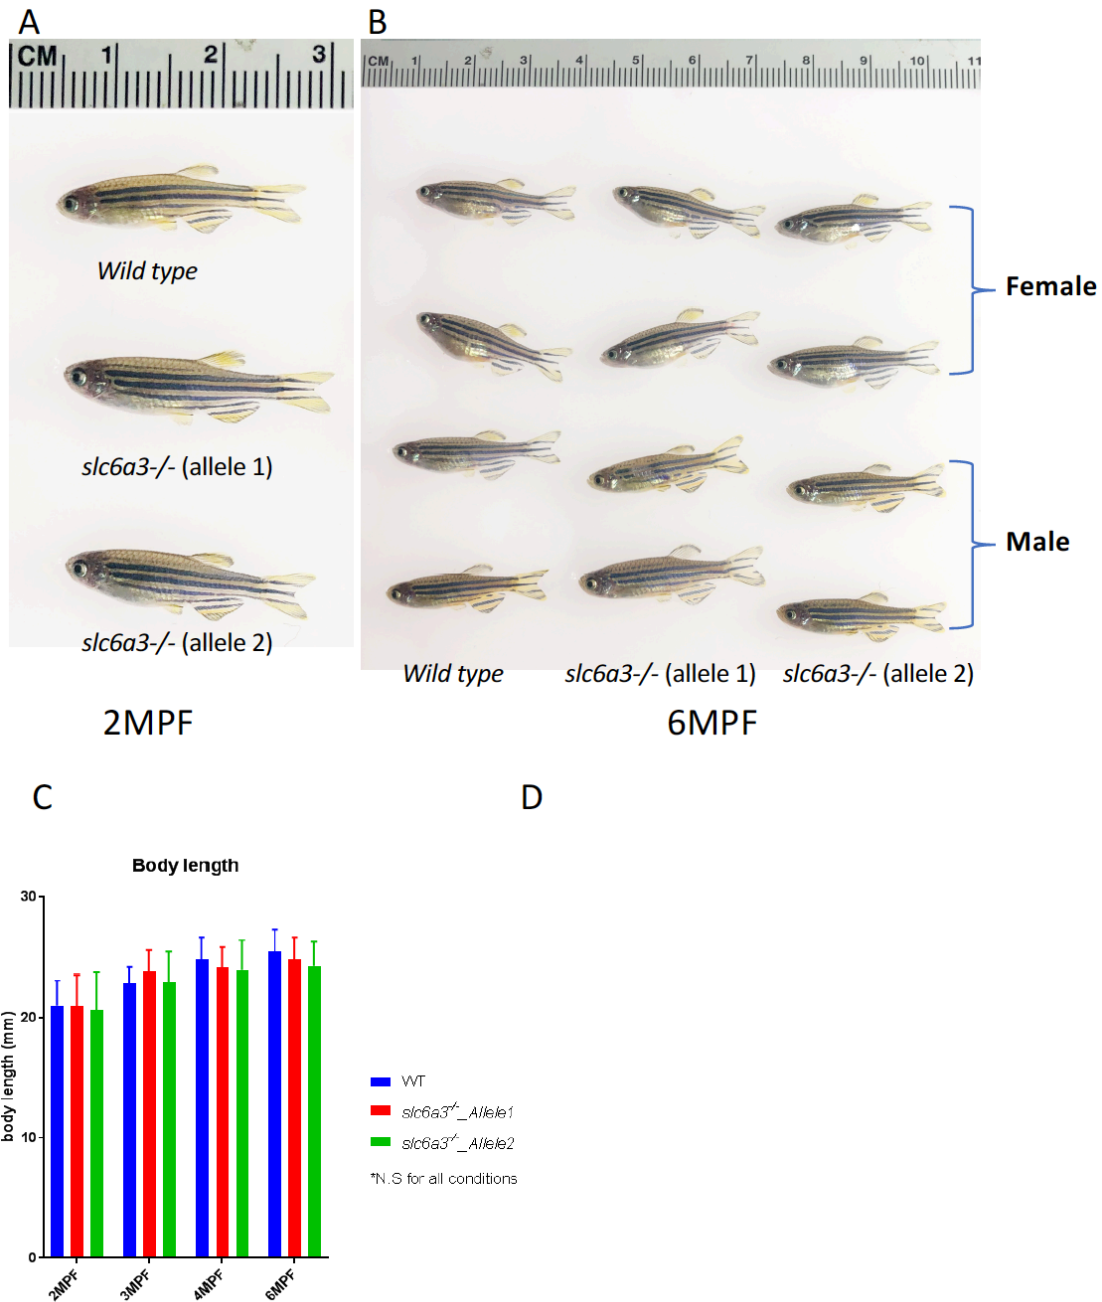 A
B
CM 1 2 3
CM 1 2 3 4 5 6 7 8 9 10 11
Wild type
slc6a3-/- (allele 1)
slc6a3-/- (allele 2)
Female
Male
Wild type slc6a3-/- (allele 1) slc6a3-/- (allele 2)
2MPF
6MPF
C
D
Body length
body length (mm)
30
20
10
0
2MPF 3MPF 4MPF 6MPF
WT
slc6a3-/-_Allele1
slc6a3-/-_Allele2
*N.S for all conditions